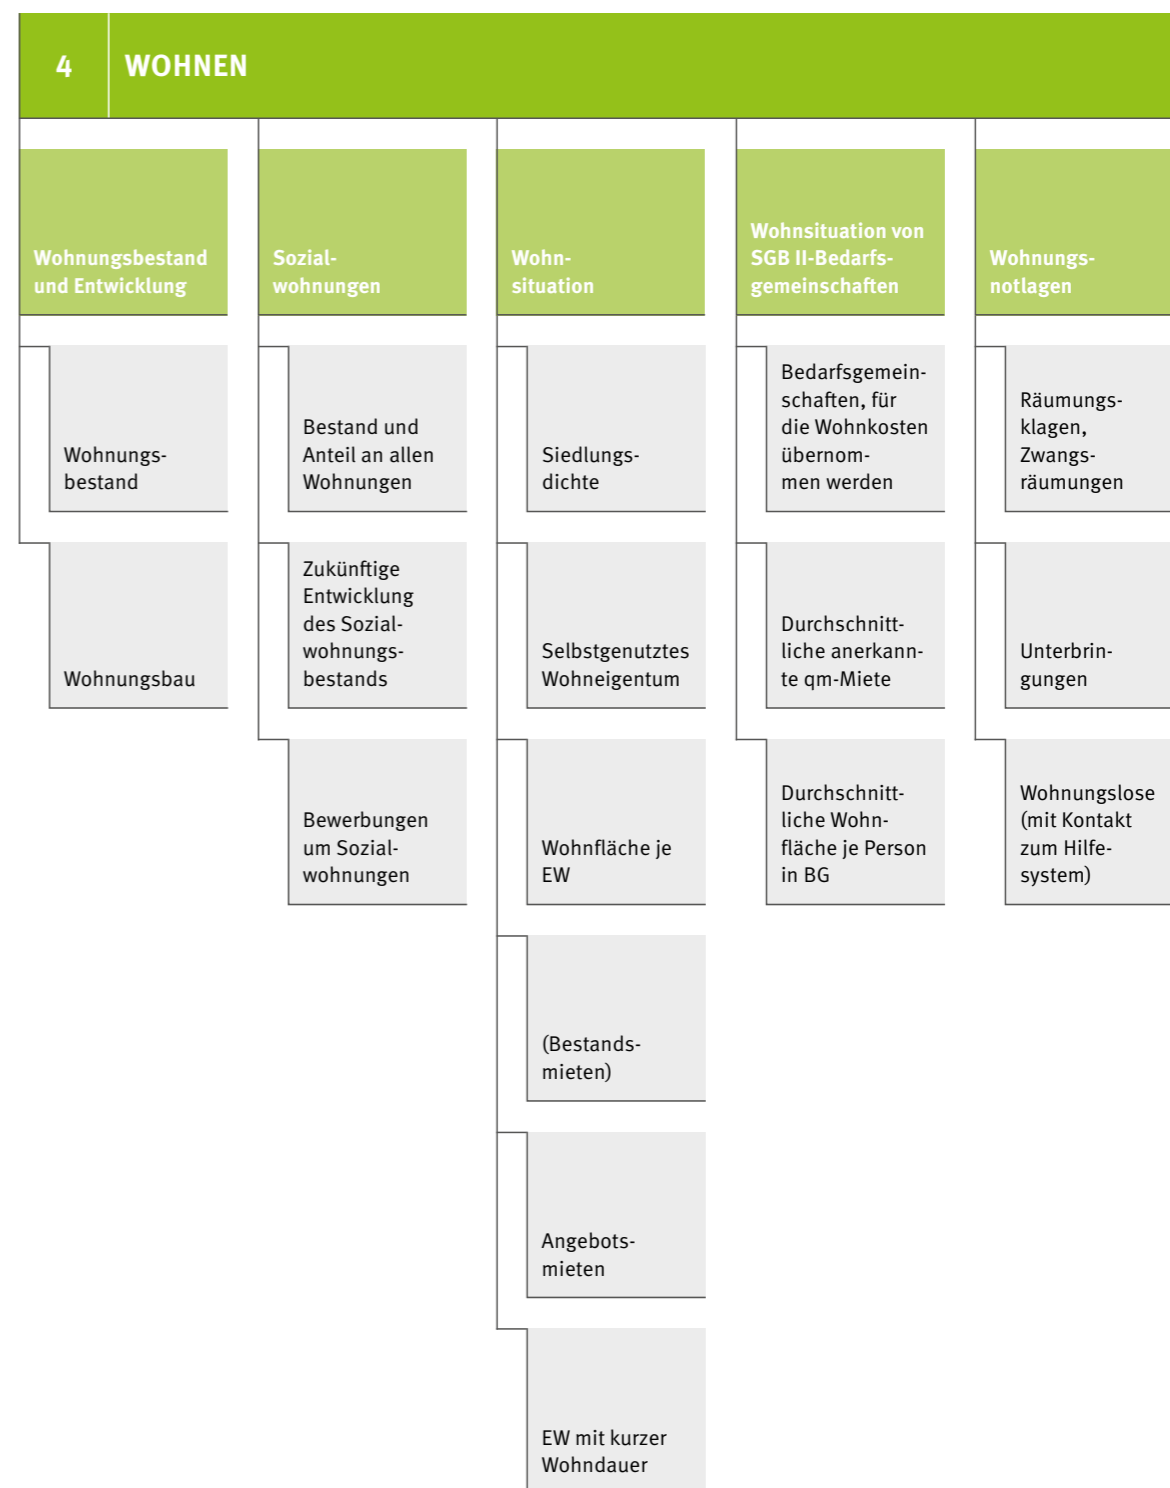 4 WOHNEN
Wohnungsbestand
und Entwicklung
Sozial-
wohnungen
Wohn-
situation
Wohnsituation von
SGB II-Bedarfs-
gemeinschaften
Wohnungs-
notlagen
Wohnungs-
bestand
Bestand und
Anteil an allen
Wohnungen
Siedlungs-
dichte
Bedarfsgemein-
schaften, für
die Wohnkosten
übernom-
men werden
Räumungs-
klagen,
Zwangs-
räumungen
Wohnungsbau
Zukünftige
Entwicklung
des Sozial-
wohnungs-
bestands
Selbstgenutztes
Wohneigentum
Durchschnitt-
liche anerkann-
te qm-Miete
Unterbrin-
gungen
Bewerbungen
um Sozial-
wohnungen
Wohnfläche je
EW
Durchschnitt-
liche Wohn-
fläche je Person
in BG
Wohnungslose
(mit Kontakt
zum Hilfe-
system)
(Bestands-
mieten)
Angebots-
mieten
EW mit kurzer
Wohndauer